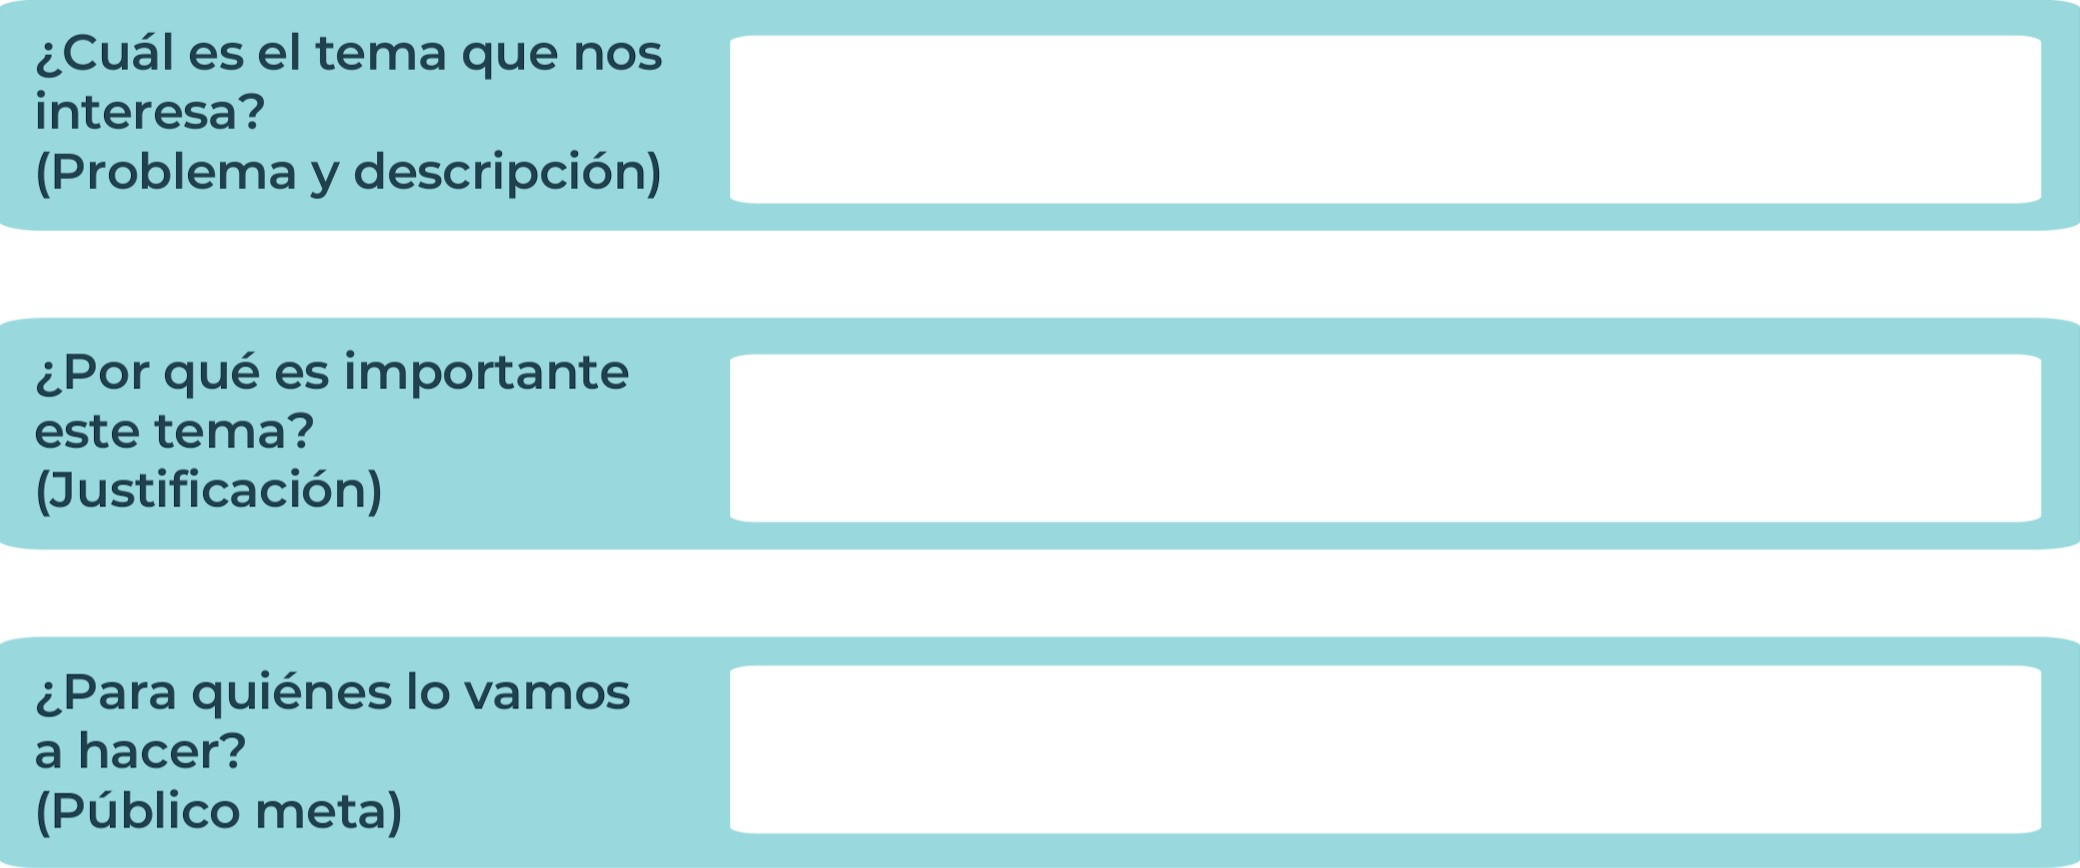 ¿Cuál es el tema que nos
interesa?
(Problema y descripción)
¿Por qué es importante
este tema?
(Justificación)
¿Para quiénes lo vamos
a hacer?
(Público meta)